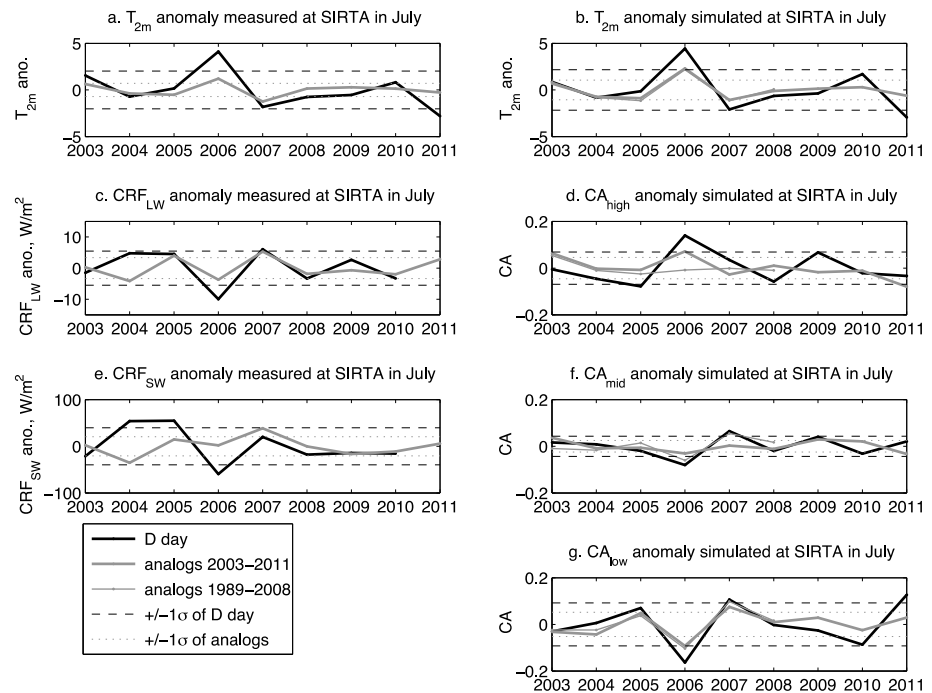 a. T2m anomaly measured at SIRTA in July
T2m ano.
5
0
−5
2003 2004 2005 2006 2007 2008 2009 2010 2011
b. T2m anomaly simulated at SIRTA in July
T2m ano.
5
0
−5
2003 2004 2005 2006 2007 2008 2009 2010 2011
c. CRFLW anomaly measured at SIRTA in July
CRFLW ano., W/m2
10
0
−10
2003 2004 2005 2006 2007 2008 2009 2010 2011
d. CAhigh anomaly simulated at SIRTA in July
CA
0.2
0
−0.2
2003 2004 2005 2006 2007 2008 2009 2010 2011
e. CRFSW anomaly measured at SIRTA in July
CRFSW ano., W/m2
100
0
−100
2003 2004 2005 2006 2007 2008 2009 2010 2011
f. CAmid anomaly simulated at SIRTA in July
CA
0.2
0
−0.2
2003 2004 2005 2006 2007 2008 2009 2010 2011
D day
analogs 2003−2011
analogs 1989−2008
+/−1σ of D day
+/−1σ of analogs
g. CAlow anomaly simulated at SIRTA in July
CA
0.2
0
−0.2
2003 2004 2005 2006 2007 2008 2009 2010 2011